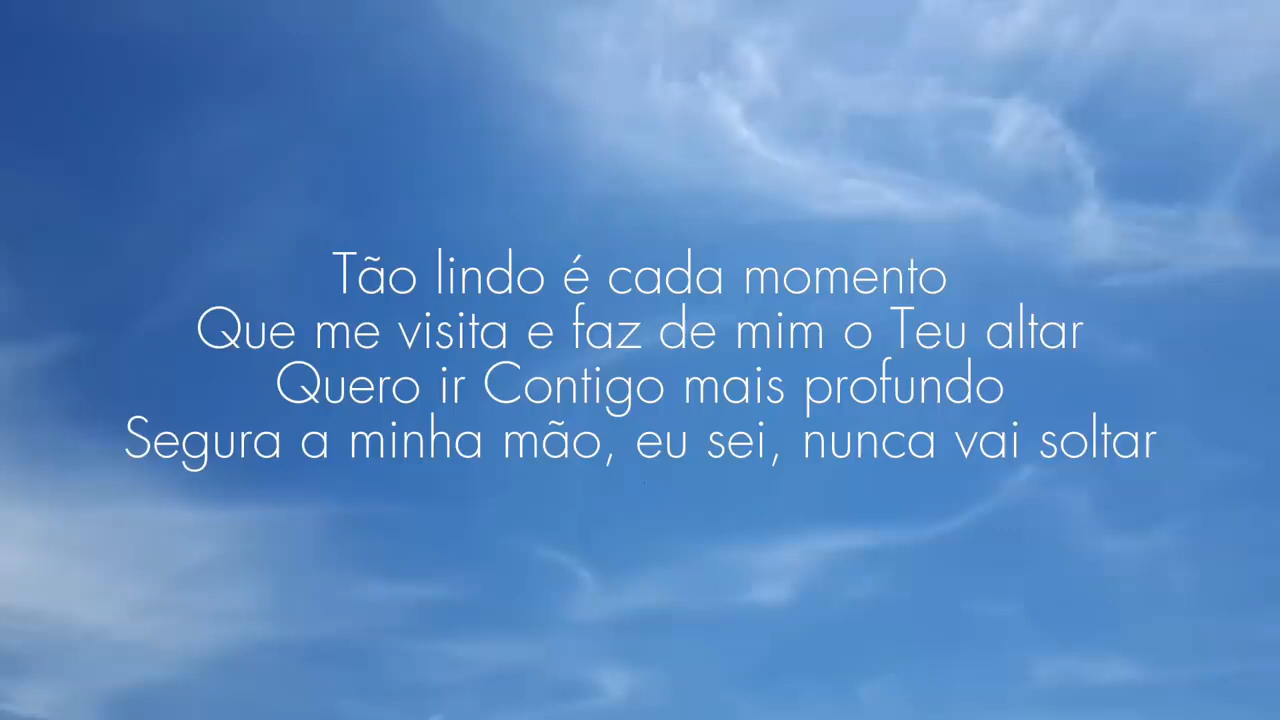 Tão lindo é cada momento
Que me visita e faz de mim o Teu altar
Quero ir Contigo mais profundo
Segura a minha mão, eu sei, nunca vai soltar